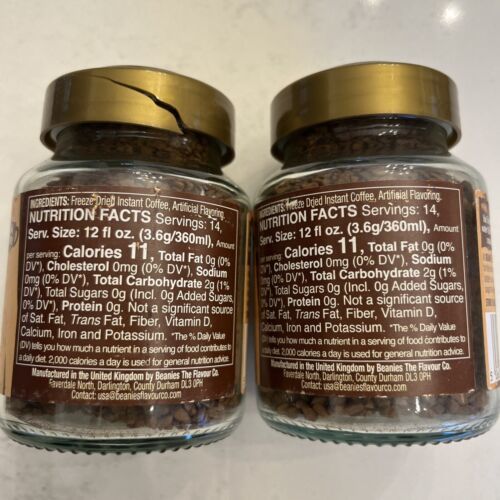 INGREDIENTS: Freeze Dried Instant Coffee, Artificial Flavoring.
NUTRITION FACTS Servings: 14,
Serv. Size: 12 fl oz. (3.6g/360ml), Amount
per serving: Calories 11, Total Fat 0g (0%
DV*), Cholesterol 0mg (0% DV*), Sodium
0mg (0% DV*), Total Carbohydrate 2g (1%
DV*), Total Sugars 0g (Incl. 0g Added Sugars,
0% DV*), Protein 0g. Not a significant source
of Sat. Fat, Trans Fat, Fiber, Vitamin D,
Calcium, Iron and Potassium. *The % Daily Value
(DV) tells you how much a nutrient in a serving of food contributes to
a daily diet. 2,000 calories a day is used for general nutrition advice.
Manufactured in the United Kingdom by Beanies The Flavour Co.
Faverdale North, Darlington, County Durham DL3 0PH
Contact: usa@beaniesflavourco.com
INGREDIENTS: Freeze Dried Instant Coffee, Artificial Flavoring.
NUTRITION FACTS Servings: 14,
Serv. Size: 12 fl oz. (3.6g/360ml), Amount
per serving: Calories 11, Total Fat 0g (0%
DV*), Cholesterol 0mg (0% DV*), Sodium
0mg (0% DV*), Total Carbohydrate 2g (1%
DV*), Total Sugars 0g (Incl. 0g Added Sugars,
0% DV*), Protein 0g. Not a significant source
of Sat. Fat, Trans Fat, Fiber, Vitamin D,
Calcium, Iron and Potassium. *The % Daily Value
(DV) tells you how much a nutrient in a serving of food contributes to
a daily diet. 2,000 calories a day is used for general nutrition advice.
Manufactured in the United Kingdom by Beanies The Flavour Co.
Faverdale North, Darlington, County Durham DL3 0PH
Contact: usa@beaniesflavourco.com